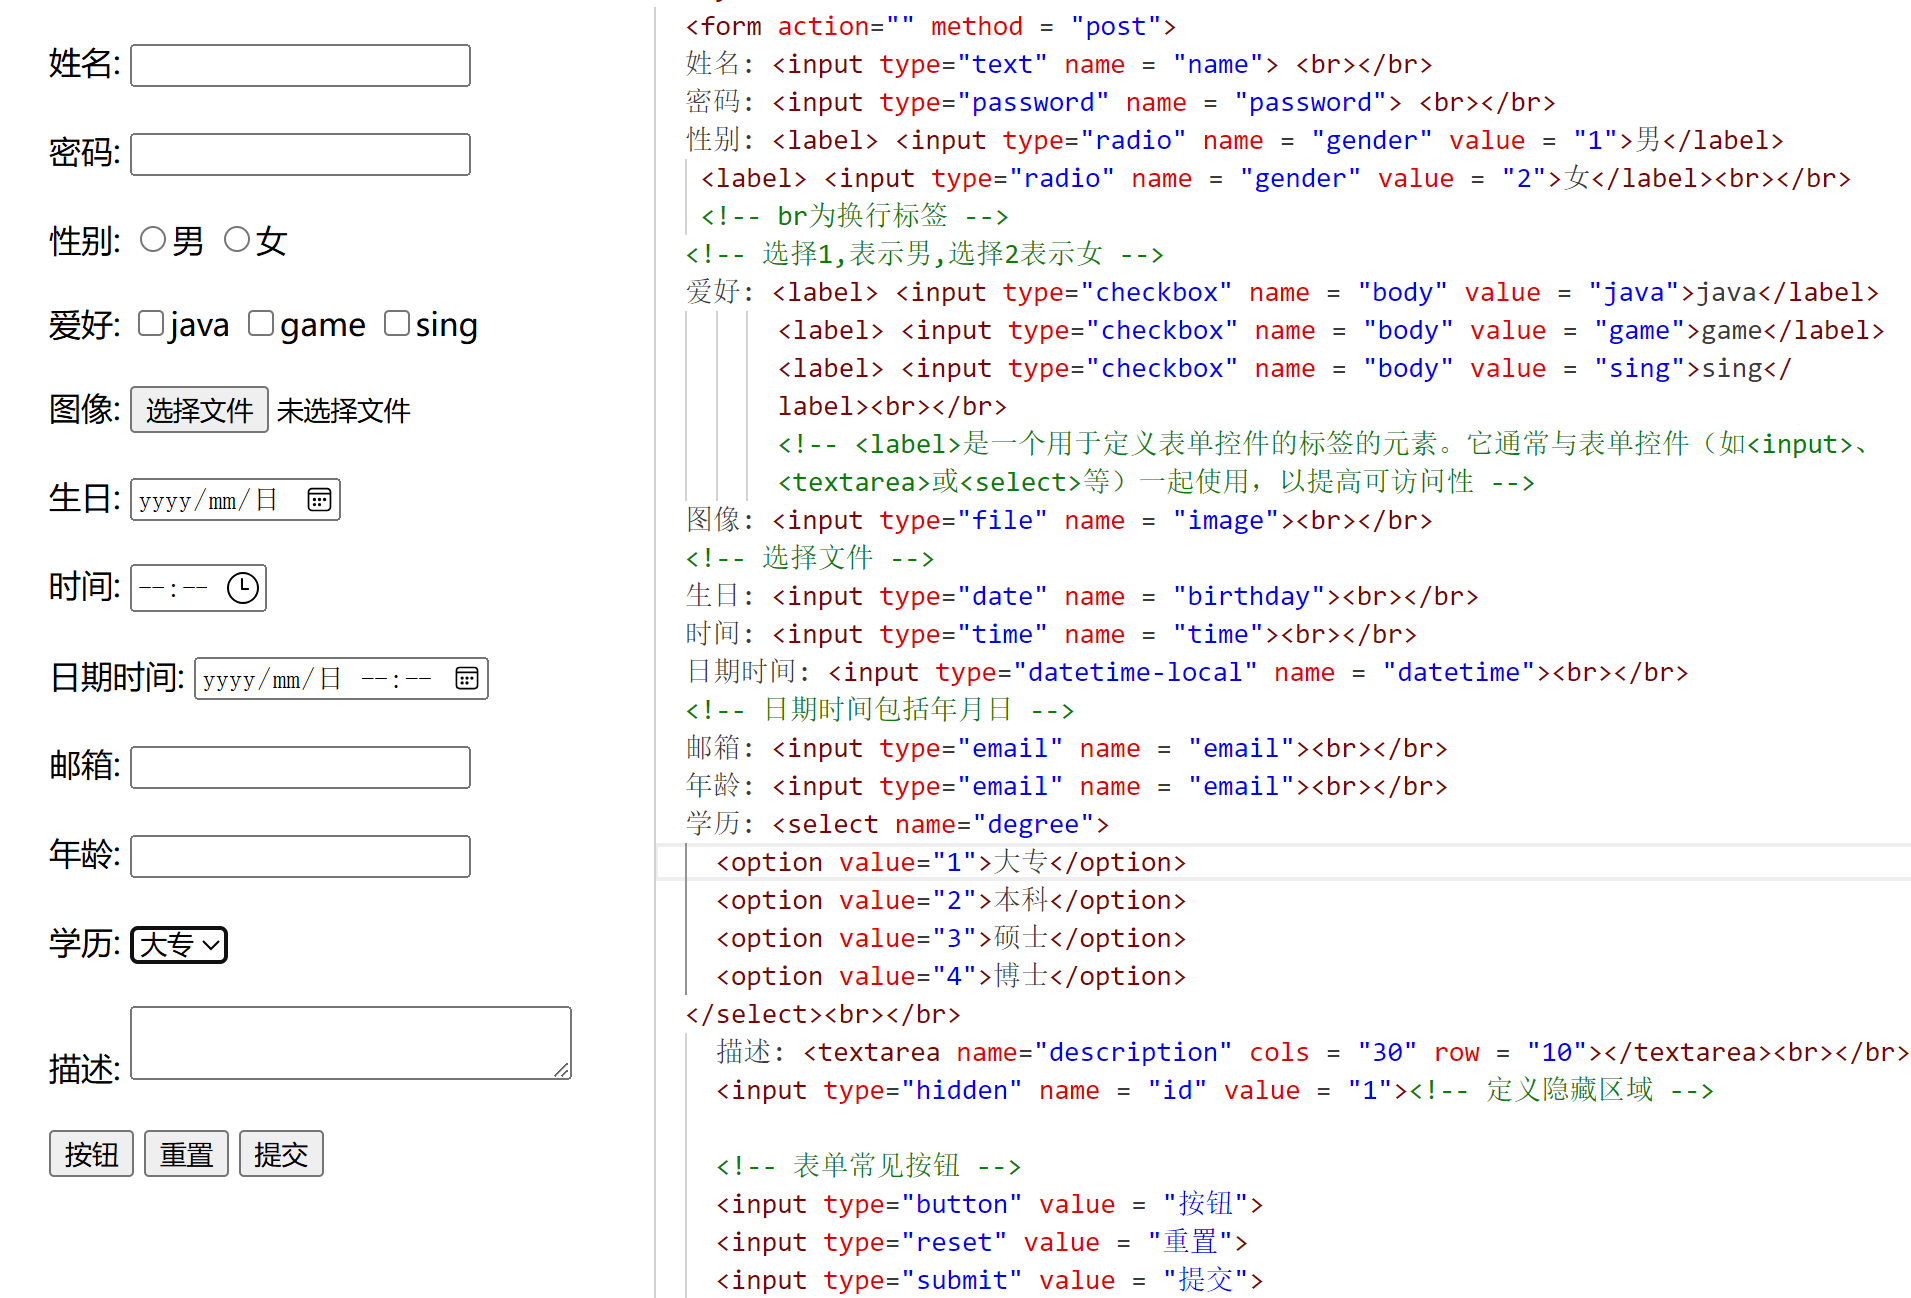 姓名:
密码:
性别: 男 女
爱好: java game sing
图像: 选择文件 未选择文件
生日: yyyy/mm/日
时间: --:--
日期时间: yyyy/mm/日 --:--
邮箱:
年龄:
学历: 大专
描述:
按钮 重置 提交
<form action="" method = "post">
姓名: <input type="text" name = "name"> <br></br>
密码: <input type="password" name = "password"> <br></br>
性别: <label> <input type="radio" name = "gender" value = "1">男</label>
<label> <input type="radio" name = "gender" value = "2">女</label><br></br>
<!-- br为换行标签 -->
<!-- 选择1,表示男,选择2表示女 -->
爱好: <label> <input type="checkbox" name = "body" value = "java">java</label>
<label> <input type="checkbox" name = "body" value = "game">game</label>
<label> <input type="checkbox" name = "body" value = "sing">sing</
label><br></br>
<!-- <label>是一个用于定义表单控件的标签的元素。它通常与表单控件（如<input>、
<textarea>或<select>等）一起使用，以提高可访问性 -->
图像: <input type="file" name = "image"><br></br>
<!-- 选择文件 -->
生日: <input type="date" name = "birthday"><br></br>
时间: <input type="time" name = "time"><br></br>
日期时间: <input type="datetime-local" name = "datetime"><br></br>
<!-- 日期时间包括年月日 -->
邮箱: <input type="email" name = "email"><br></br>
年龄: <input type="email" name = "email"><br></br>
学历: <select name="degree">
<option value="1">大专</option>
<option value="2">本科</option>
<option value="3">硕士</option>
<option value="4">博士</option>
</select><br></br>
描述: <textarea name="description" cols = "30" row = "10"></textarea><br></br>
<input type="hidden" name = "id" value = "1"><!-- 定义隐藏区域 -->
<!-- 表单常见按钮 -->
<input type="button" value = "按钮">
<input type="reset" value = "重置">
<input type="submit" value = "提交">